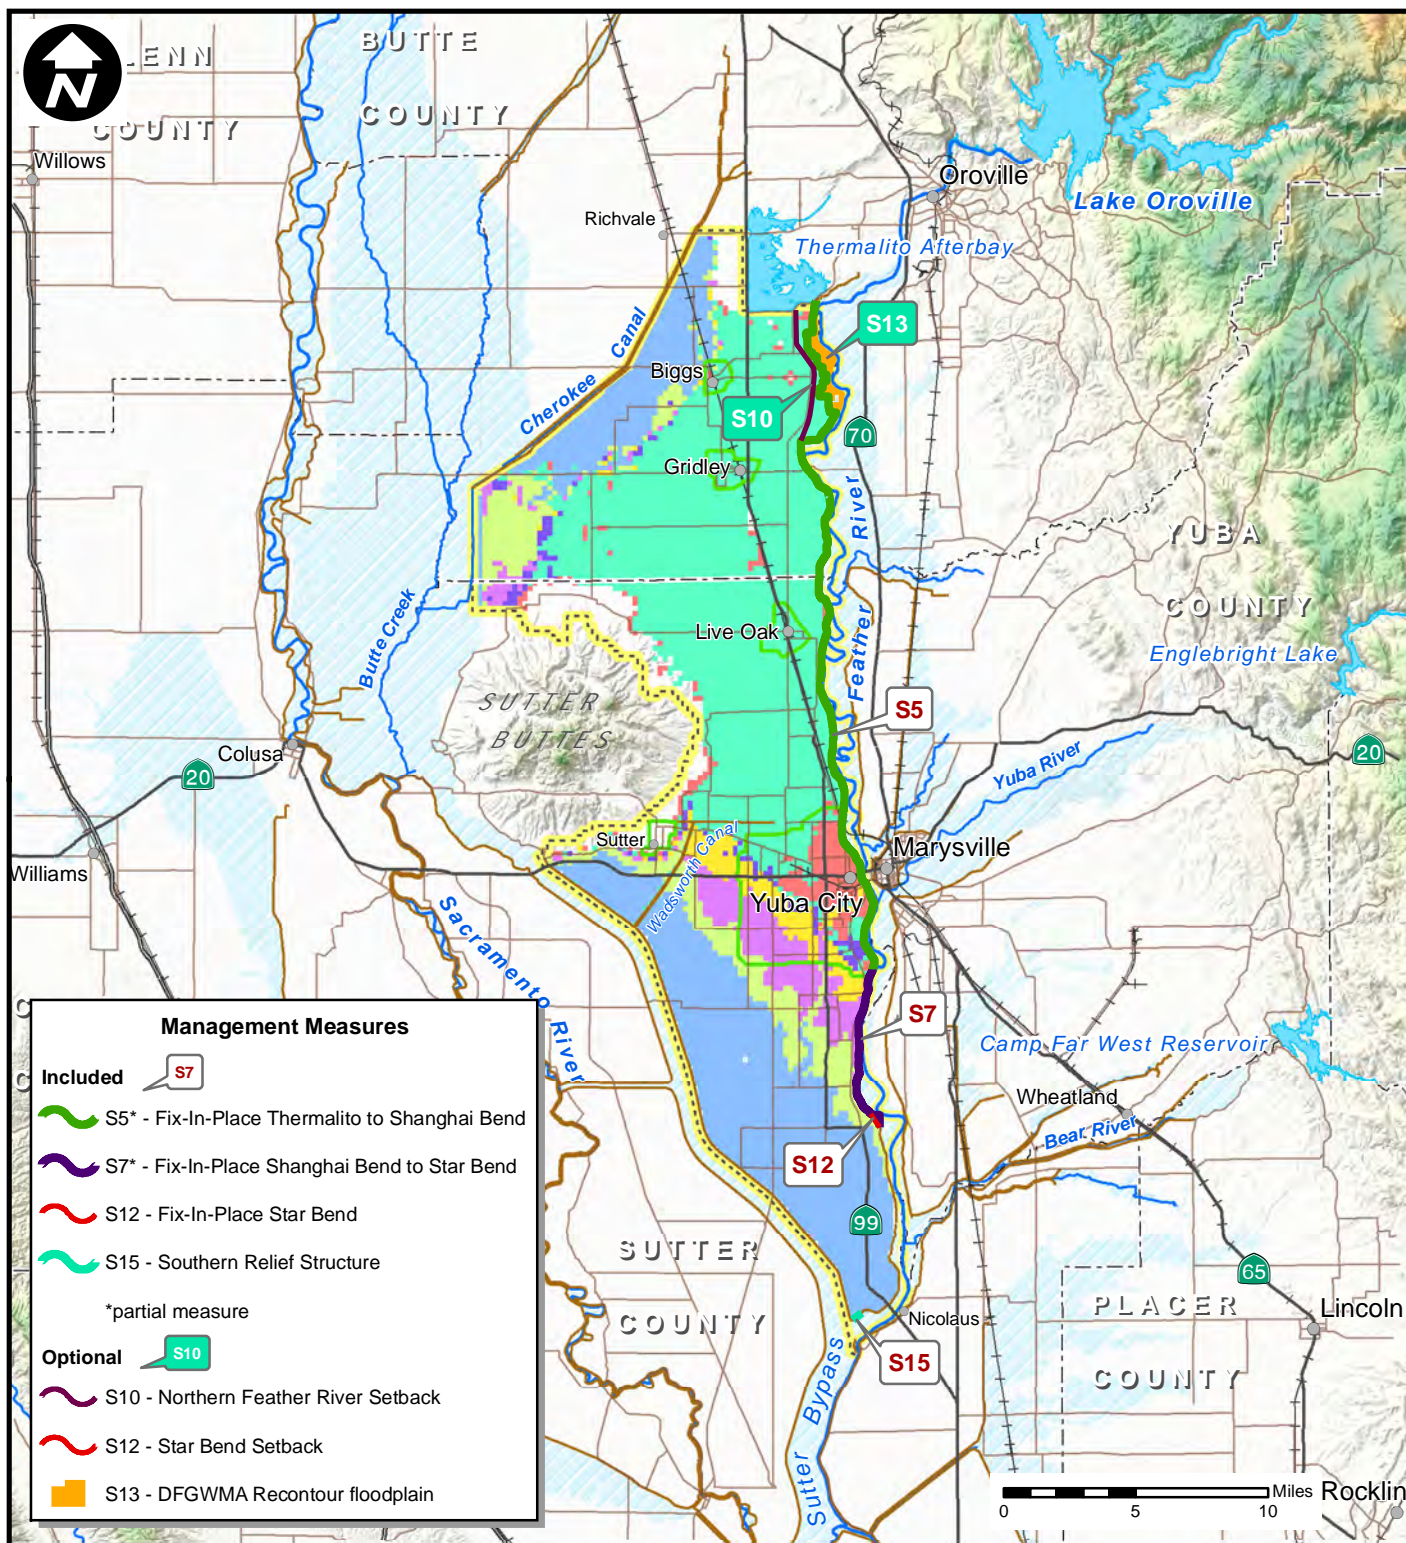 N
LENN
COUNTY
BUTTE
COUNTY
Willows
Richvale
Oroville
Lake Oroville
Thermalito Afterbay
S13
Cherokee Canal
Biggs
S10
70
Gridley
Feather River
YUBA
COUNTY
Butte Creek
Live Oak
Englebright Lake
SUTTER
BUTTES
S5
Colusa
20
20
Yuba River
Sutter
Wadsworth Canal
Marysville
Williams
Yuba City
Sacramento River
S7
Camp Far West Reservoir
Wheatland
Bear River
S12
99
SUTTER
COUNTY
65
PLACER
COUNTY
Lincoln
Nicolaus
S15
Sutter Bypass
Rocklin
Management Measures
Included
S7
S5* - Fix-In-Place Thermalito to Shanghai Bend
S7* - Fix-In-Place Shanghai Bend to Star Bend
S12 - Fix-In-Place Star Bend
S15 - Southern Relief Structure
*partial measure
Optional
S10
S10 - Northern Feather River Setback
S12 - Star Bend Setback
S13 - DFGWMA Recontour floodplain
Miles
0 5 10